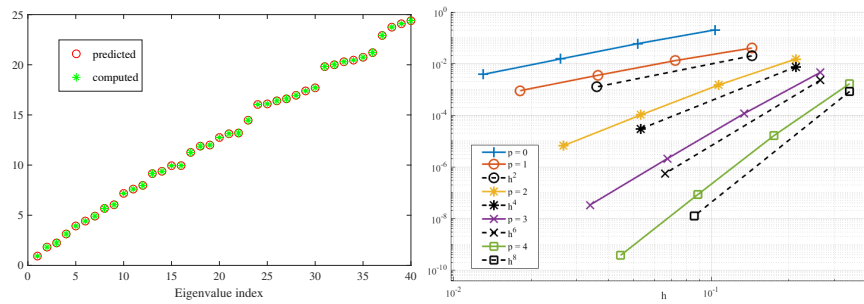 25
20
15
10
5
0
0 5 10 15 20 25 30 35 40
Eigenvalue index
predicted
computed
10^0
10^-2
10^-4
10^-6
10^-8
10^-10
10^-2 10^-1
h
p = 0
p = 1
h^2
p = 2
h^4
p = 3
h^6
p = 4
h^8